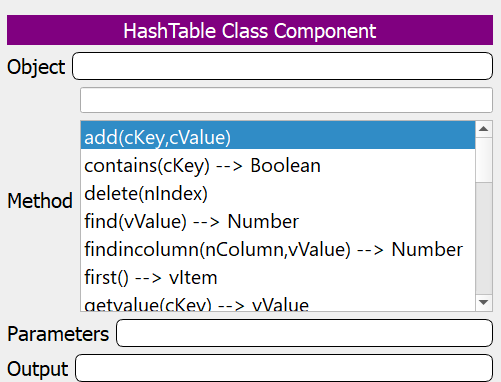 HashTable Class Component
Object
Method
add(cKey,cValue)
contains(cKey) --> Boolean
delete(nIndex)
find(vValue) --> Number
findincolumn(nColumn,vValue) --> Number
first() --> vItem
getvalue(cKey) --> vValue
Parameters
Output